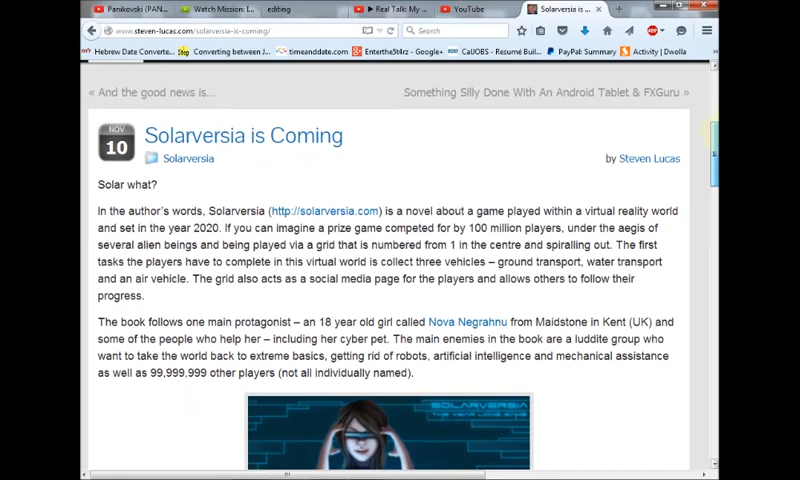 Panikovski (PAN...
Watch Mission: I...
editing
Real Talk: My ...
YouTube
Solarversia is ...
www.steven-lucas.com/solarversia-is-coming/
Search
Hebrew Date Converte...
Converting between J...
timeanddate.com
Enterthe5t4rz - Google+
CalJOBS - Resumé Build...
PayPal: Summary
Activity | Dwolla
« And the good news is...
Something Silly Done With An Android Tablet & FXGuru »
NOV
10
Solarversia is Coming
Solarversia
by Steven Lucas
Solar what?
In the author's words, Solarversia (http://solarversia.com) is a novel about a game played within a virtual reality world
and set in the year 2020. If you can imagine a prize game competed for by 100 million players, under the aegis of
several alien beings and being played via a grid that is numbered from 1 in the centre and spiralling out. The first
tasks the players have to complete in this virtual world is collect three vehicles – ground transport, water transport
and an air vehicle. The grid also acts as a social media page for the players and allows others to follow their
progress.
The book follows one main protagonist – an 18 year old girl called Nova Negrahnu from Maidstone in Kent (UK) and
some of the people who help her – including her cyber pet. The main enemies in the book are a luddite group who
want to take the world back to extreme basics, getting rid of robots, artificial intelligence and mechanical assistance
as well as 99,999,999 other players (not all individually named).
SOLARVERSIA